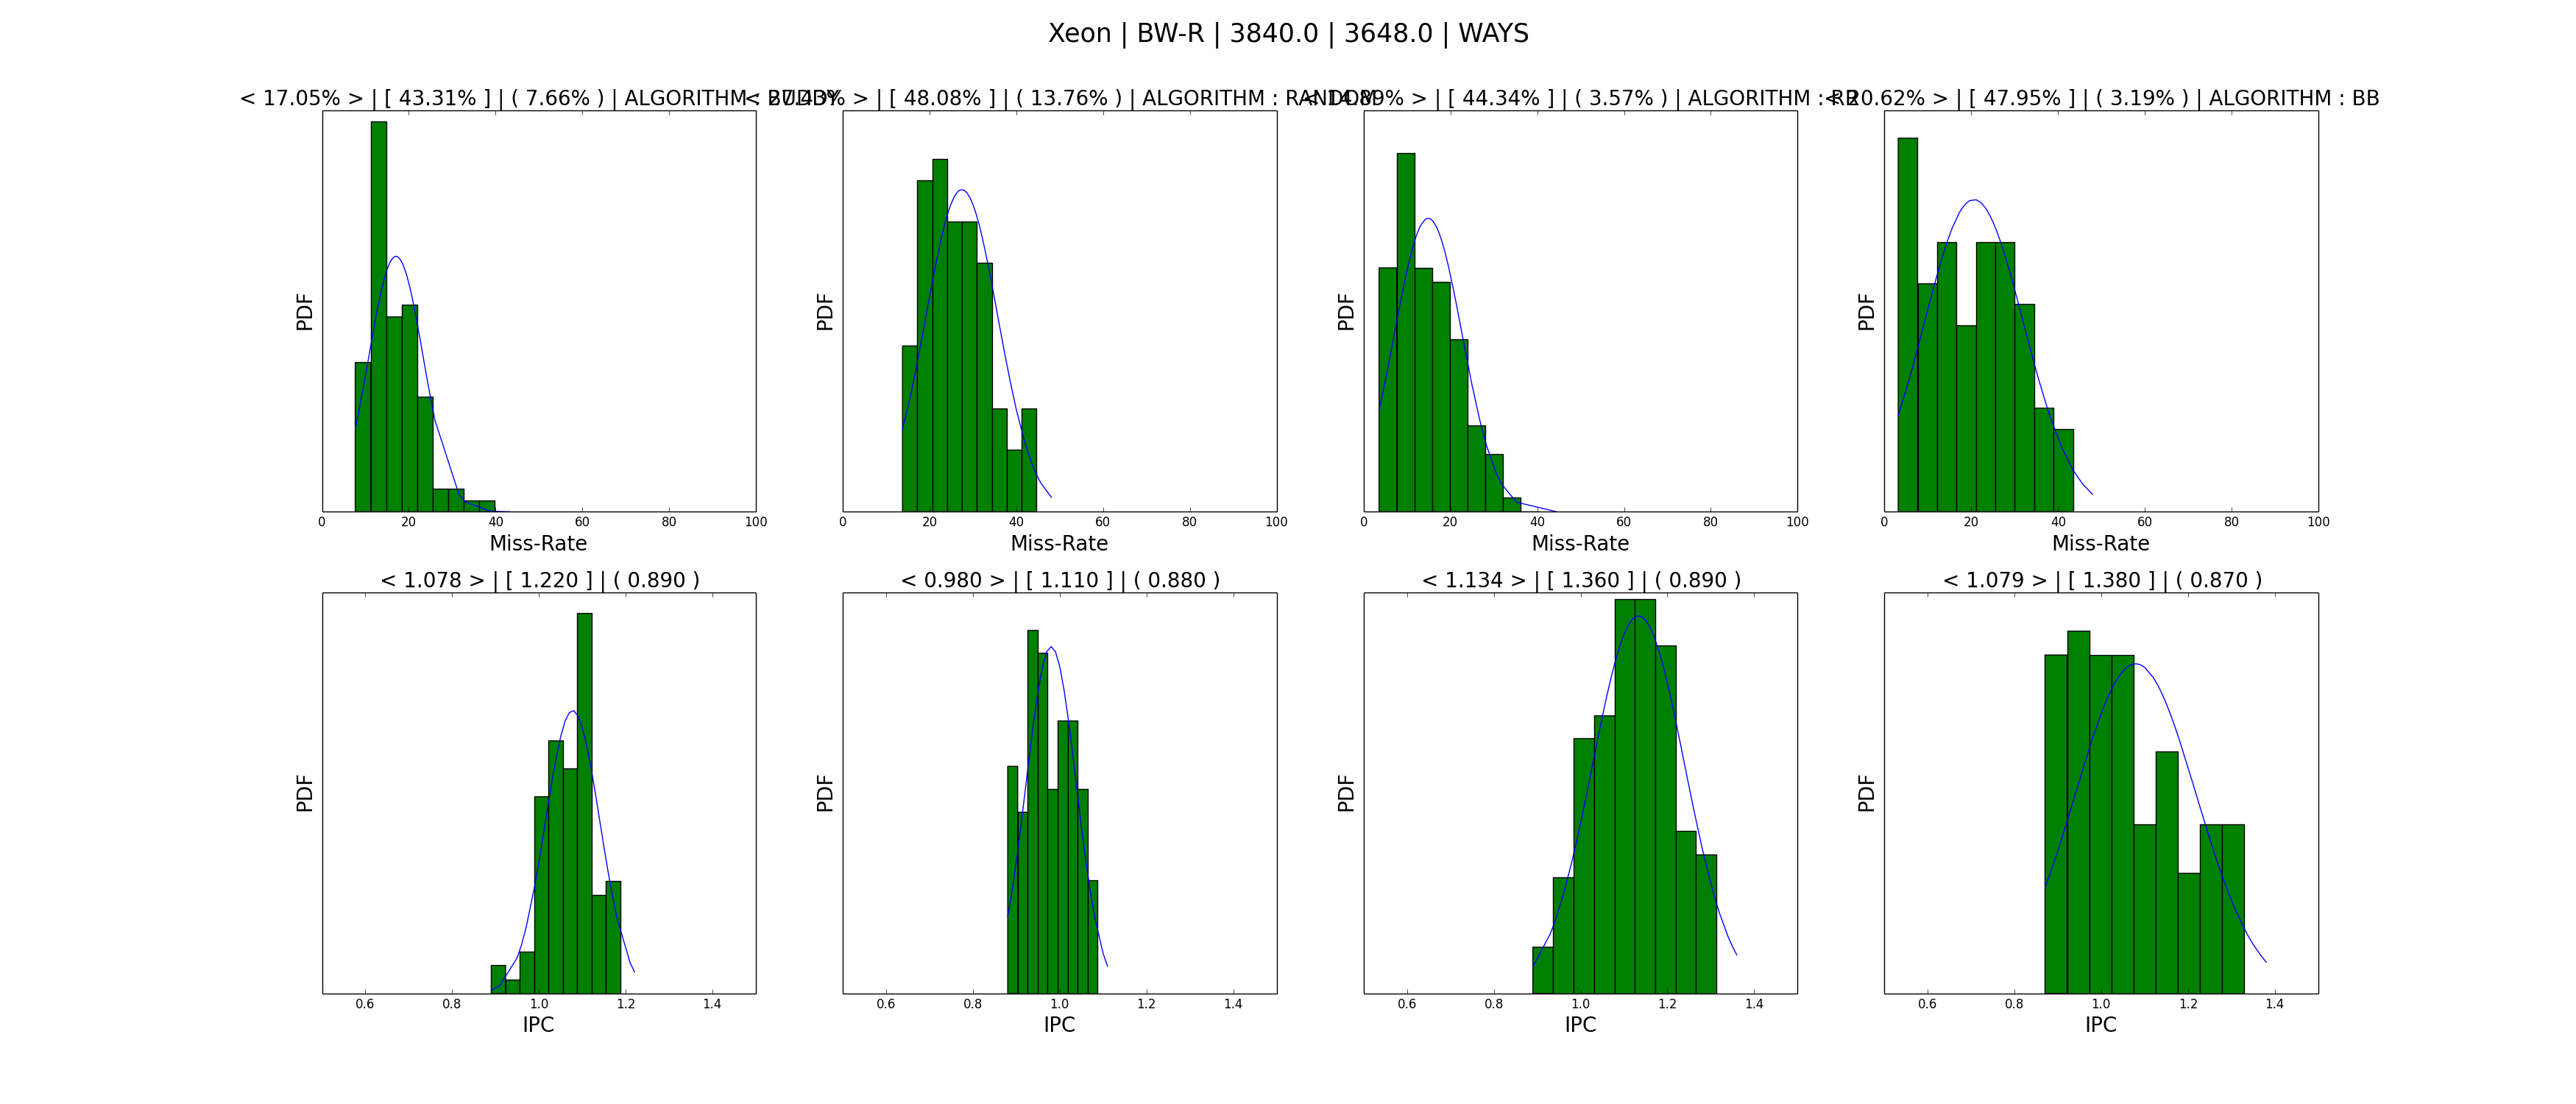 Xeon | BW-R | 3840.0 | 3648.0 | WAYS
< 17.05% > | [ 43.31% ] | ( 7.66% ) | ALGORITHM : BUDDY
< 27.43% > | [ 48.08% ] | ( 13.76% ) | ALGORITHM : RANDOM
< 14.89% > | [ 44.34% ] | ( 3.57% ) | ALGORITHM : RB
< 20.62% > | [ 47.95% ] | ( 3.19% ) | ALGORITHM : BB
PDF
PDF
PDF
PDF
0 20 40 60 80 100
0 20 40 60 80 100
0 20 40 60 80 100
0 20 40 60 80 100
Miss-Rate
Miss-Rate
Miss-Rate
Miss-Rate
< 1.078 > | [ 1.220 ] | ( 0.890 )
< 0.980 > | [ 1.110 ] | ( 0.880 )
< 1.134 > | [ 1.360 ] | ( 0.890 )
< 1.079 > | [ 1.380 ] | ( 0.870 )
PDF
PDF
PDF
PDF
0.6 0.8 1.0 1.2 1.4
0.6 0.8 1.0 1.2 1.4
0.6 0.8 1.0 1.2 1.4
0.6 0.8 1.0 1.2 1.4
IPC
IPC
IPC
IPC